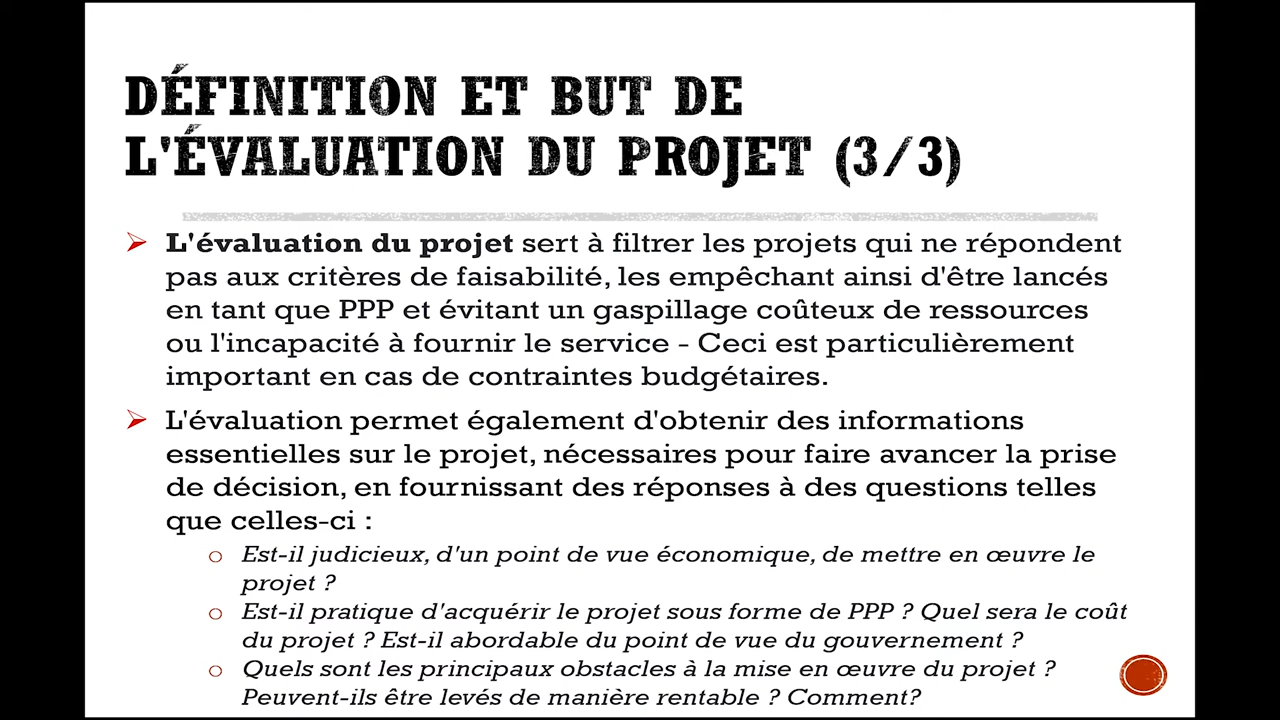 DÉFINITION ET BUT DE
L'ÉVALUATION DU PROJET (3/3)
L'évaluation du projet sert à filtrer les projets qui ne répondent
pas aux critères de faisabilité, les empêchant ainsi d'être lancés
en tant que PPP et évitant un gaspillage coûteux de ressources
ou l'incapacité à fournir le service - Ceci est particulièrement
important en cas de contraintes budgétaires.
L'évaluation permet également d'obtenir des informations
essentielles sur le projet, nécessaires pour faire avancer la prise
de décision, en fournissant des réponses à des questions telles
que celles-ci :
Est-il judicieux, d'un point de vue économique, de mettre en œuvre le
projet ?
Est-il pratique d'acquérir le projet sous forme de PPP ? Quel sera le coût
du projet ? Est-il abordable du point de vue du gouvernement ?
Quels sont les principaux obstacles à la mise en œuvre du projet ?
Peuvent-ils être levés de manière rentable ? Comment?